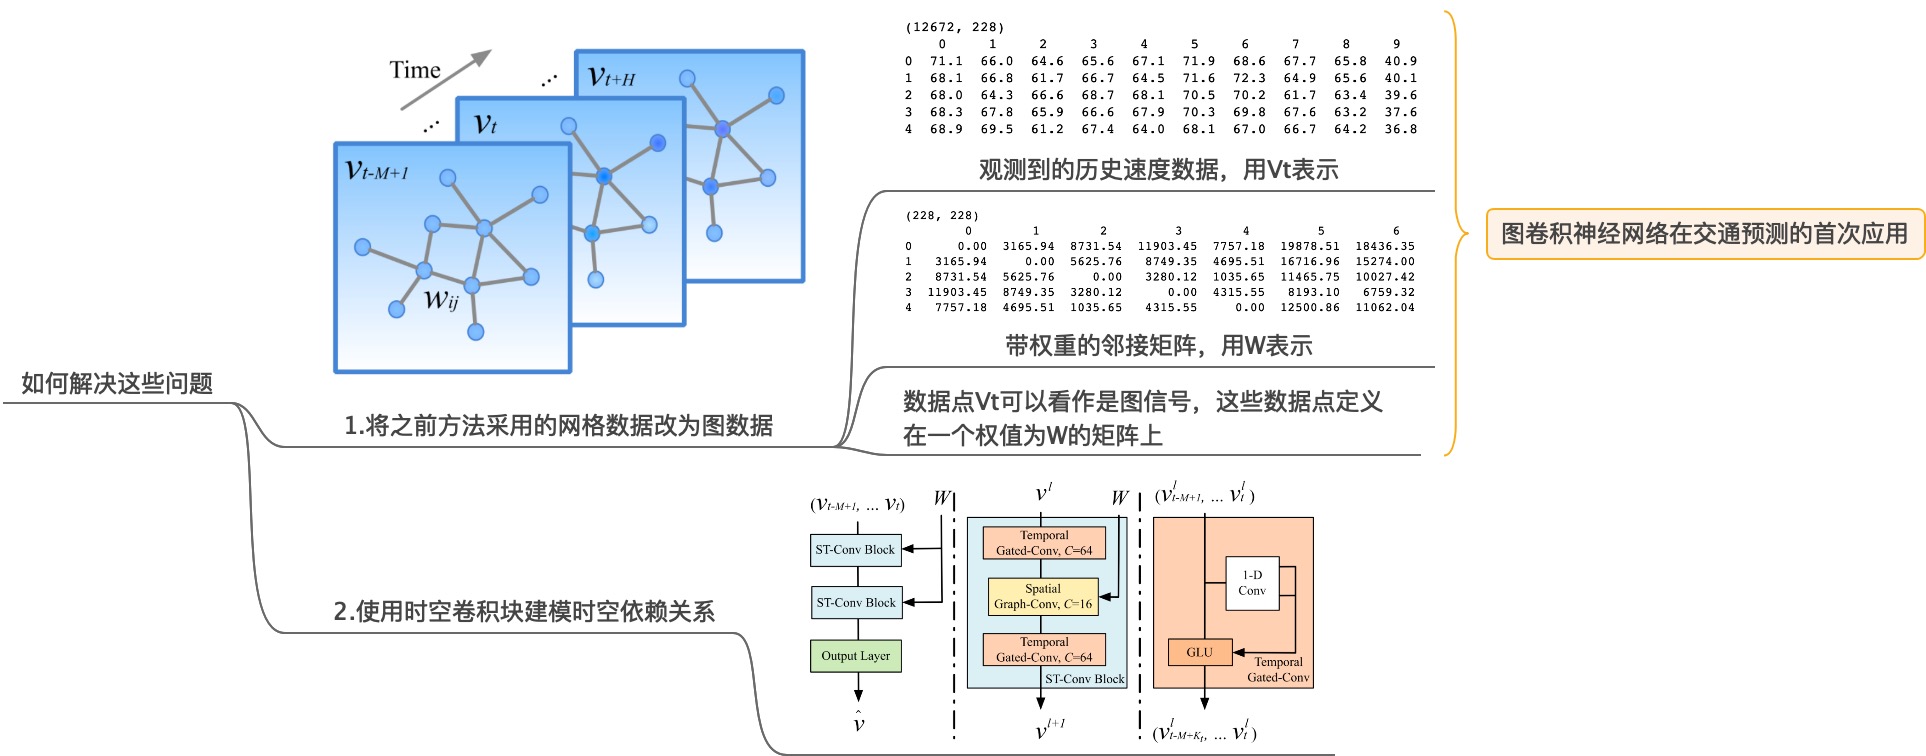 如何解决这些问题
Time
...
...
vt+H
vt
vt-M+1
wij
1.将之前方法采用的网格数据改为图数据
(12672, 228)
0 1 2 3 4 5 6 7 8 9
0 71.1 66.0 64.6 65.6 67.1 71.9 68.6 67.7 65.8 40.9
1 68.1 66.8 61.7 66.7 64.5 71.6 72.3 64.9 65.6 40.1
2 68.0 64.3 66.6 68.7 68.1 70.5 70.2 61.7 63.4 39.6
3 68.3 67.8 65.9 66.6 67.9 70.3 69.8 67.6 63.2 37.6
4 68.9 69.5 61.2 67.4 64.0 68.1 67.0 66.7 64.2 36.8
观测到的历史速度数据，用Vt表示
(228, 228)
0 1 2 3 4 5 6
0 0.00 3165.94 8731.54 11903.45 7757.18 19878.51 18436.35
1 3165.94 0.00 5625.76 8749.35 4695.51 16716.96 15274.00
2 8731.54 5625.76 0.00 3280.12 1035.65 11465.75 10027.42
3 11903.45 8749.35 3280.12 0.00 4315.55 8193.10 6759.32
4 7757.18 4695.51 1035.65 4315.55 0.00 12500.86 11062.04
带权重的邻接矩阵，用W表示
数据点Vt可以看作是图信号，这些数据点定义
在一个权值为W的矩阵上
图卷积神经网络在交通预测的首次应用
2.使用时空卷积块建模时空依赖关系
(vt-M+1, ... vt) W
ST-Conv Block
ST-Conv Block
Output Layer
v̂
v^l W
Temporal
Gated-Conv, C=64
Spatial
Graph-Conv, C=16
Temporal
Gated-Conv, C=64
ST-Conv Block
v^l+1
(v^l t-M+1, ... v^l t)
1-D
Conv
GLU
Temporal
Gated-Conv
(v^l t-M+Kt, ... v^l t)